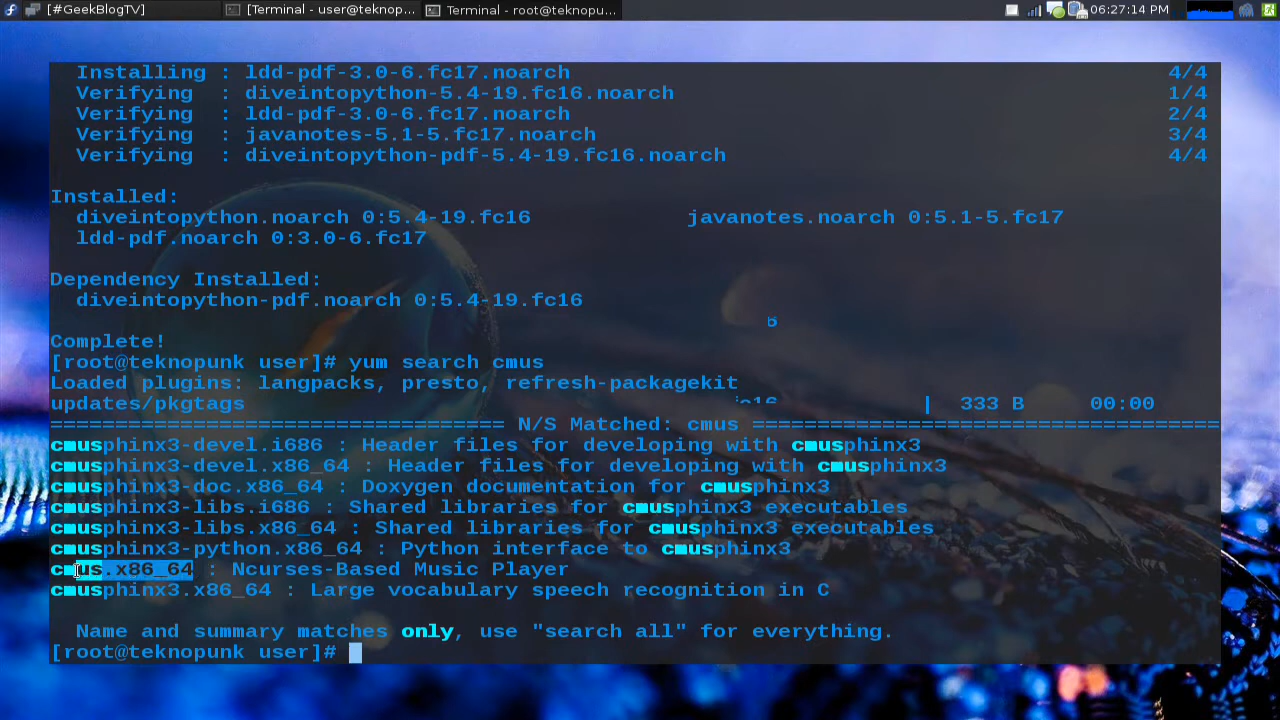 [#GeekBlogTV] [Terminal - user@teknop... Terminal - root@teknopu... 06:27:14 PM
Installing : ldd-pdf-3.0-6.fc17.noarch 4/4
Verifying : diveintopython-5.4-19.fc16.noarch 1/4
Verifying : ldd-pdf-3.0-6.fc17.noarch 2/4
Verifying : javanotes-5.1-5.fc17.noarch 3/4
Verifying : diveintopython-pdf-5.4-19.fc16.noarch 4/4
Installed:
diveintopython.noarch 0:5.4-19.fc16 javanotes.noarch 0:5.1-5.fc17
ldd-pdf.noarch 0:3.0-6.fc17
Dependency Installed:
diveintopython-pdf.noarch 0:5.4-19.fc16
Complete!
[root@teknopunk user]# yum search cmus
Loaded plugins: langpacks, presto, refresh-packagekit
updates/pkgtags | 333 B 00:00
=================================== N/S Matched: cmus ====================================
cmusphinx3-devel.i686 : Header files for developing with cmusphinx3
cmusphinx3-devel.x86_64 : Header files for developing with cmusphinx3
cmusphinx3-doc.x86_64 : Doxygen documentation for cmusphinx3
cmusphinx3-libs.i686 : Shared libraries for cmusphinx3 executables
cmusphinx3-libs.x86_64 : Shared libraries for cmusphinx3 executables
cmusphinx3-python.x86_64 : Python interface to cmusphinx3
cmus.x86_64 : Ncurses-Based Music Player
cmusphinx3.x86_64 : Large vocabulary speech recognition in C
Name and summary matches only, use "search all" for everything.
[root@teknopunk user]#